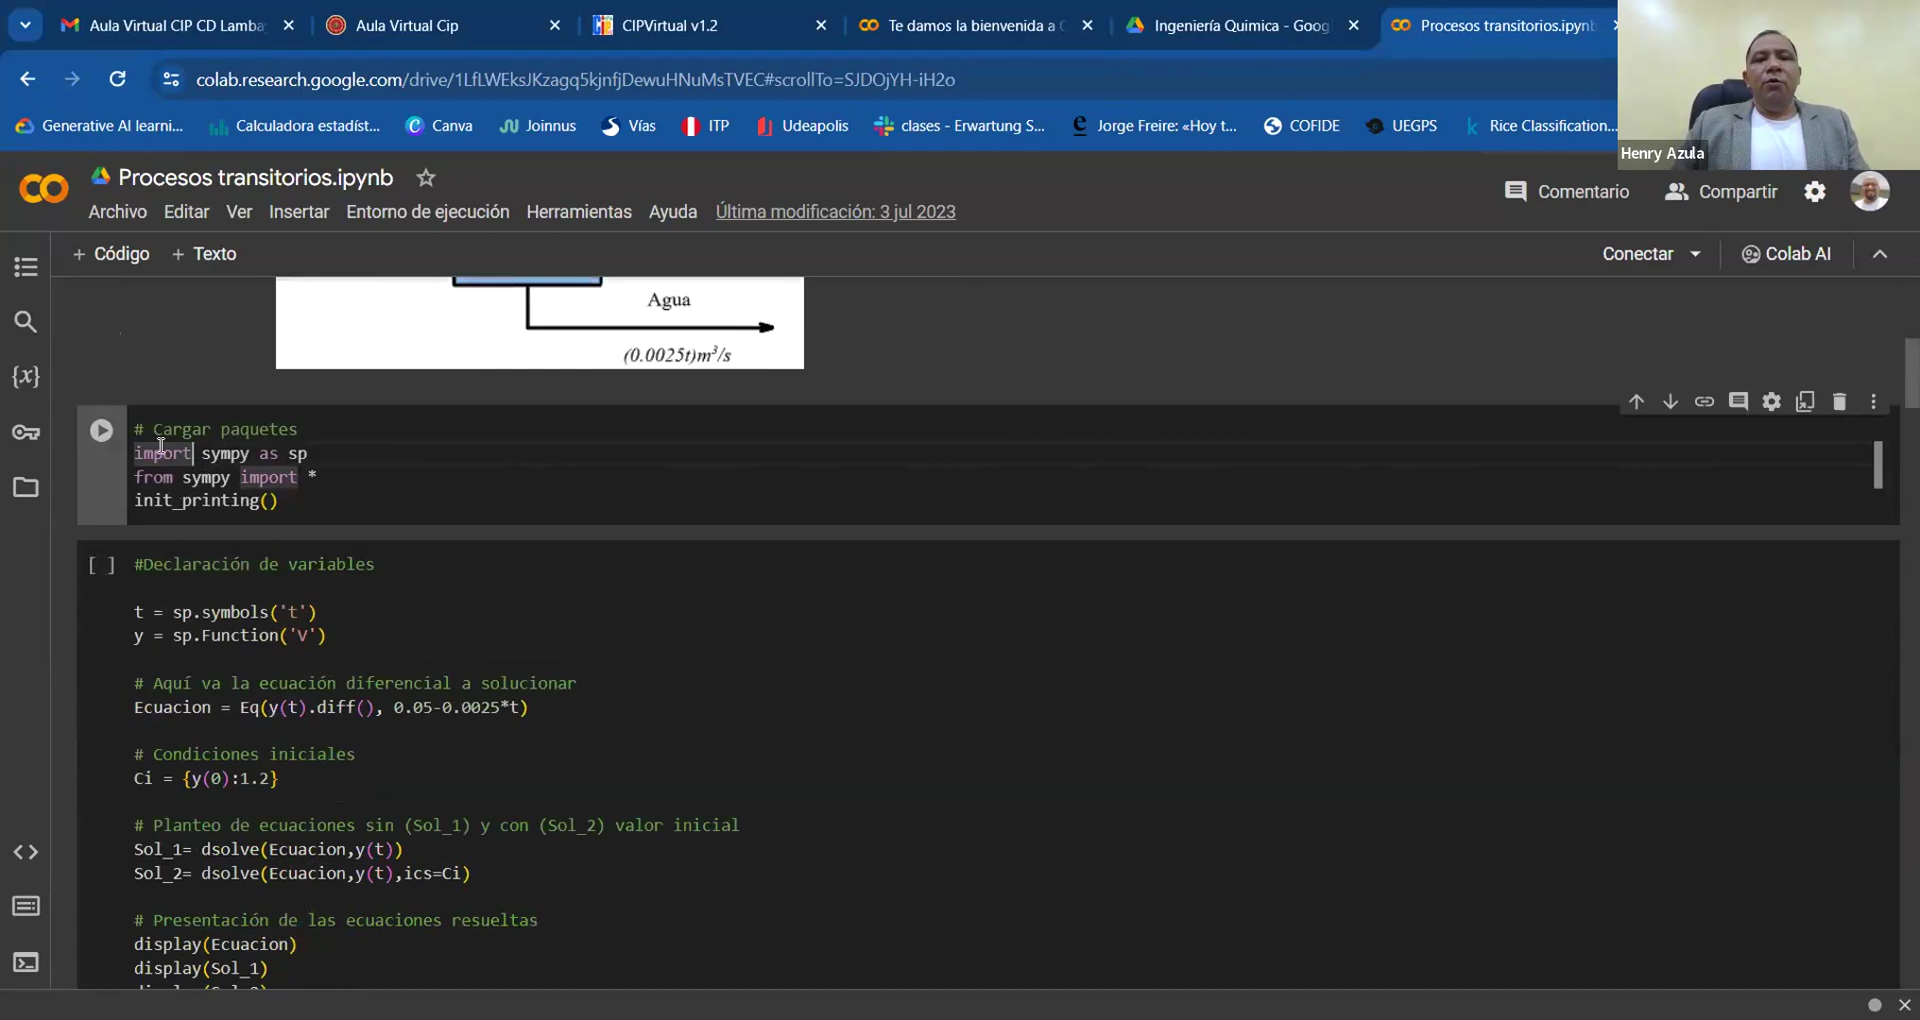 Aula Virtual CIP CD Lamba
Aula Virtual Cip
CIPVirtual v1.2
Te damos la bienvenida a C
Ingeniería Quimica - Goog
Procesos transitorios.ipynb
colab.research.google.com/drive/1LfLWEksJKzagq5kjnfjDewuHNuMsTVEC#scrollTo=SJDOjYH-iH2o
Generative AI learni...
Calculadora estadíst...
Canva
Joinnus
Vías
ITP
Udeapolis
clases - Erwartung S...
Jorge Freire: «Hoy t...
COFIDE
UEGPS
Rice Classification...
Henry Azula
Procesos transitorios.ipynb
Comentario
Compartir
Archivo Editar Ver Insertar Entorno de ejecución Herramientas Ayuda Última modificación: 3 jul 2023
+ Código + Texto
Conectar
Colab AI
Agua
(0.0025t)m³/s
# Cargar paquetes
import sympy as sp
from sympy import *
init_printing()
[ ] #Declaración de variables
t = sp.symbols('t')
y = sp.Function('V')
# Aquí va la ecuación diferencial a solucionar
Ecuacion = Eq(y(t).diff(), 0.05-0.0025*t)
# Condiciones iniciales
Ci = {y(0):1.2}
# Planteo de ecuaciones sin (Sol_1) y con (Sol_2) valor inicial
Sol_1= dsolve(Ecuacion,y(t))
Sol_2= dsolve(Ecuacion,y(t),ics=Ci)
# Presentación de las ecuaciones resueltas
display(Ecuacion)
display(Sol_1)